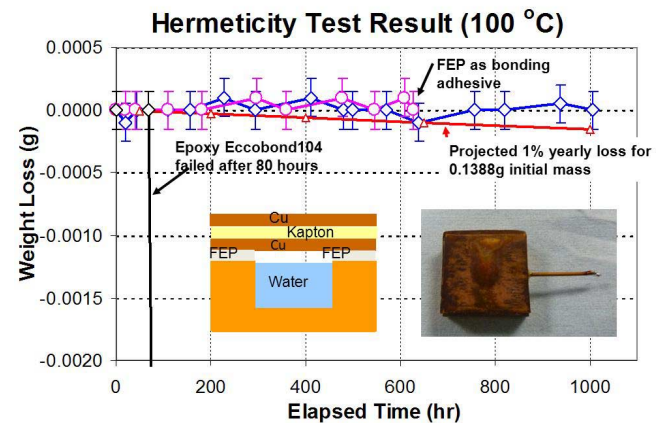 Hermeticity Test Result (100 °C)
0.0005
0.0000
-0.0005
-0.0010
-0.0015
-0.0020
Weight Loss (g)
FEP as bonding
adhesive
Epoxy Eccobond104
failed after 80 hours
Projected 1% yearly loss for
0.1388g initial mass
Cu
Kapton
Cu
FEP FEP
Water
0 200 400 600 800 1000
Elapsed Time (hr)